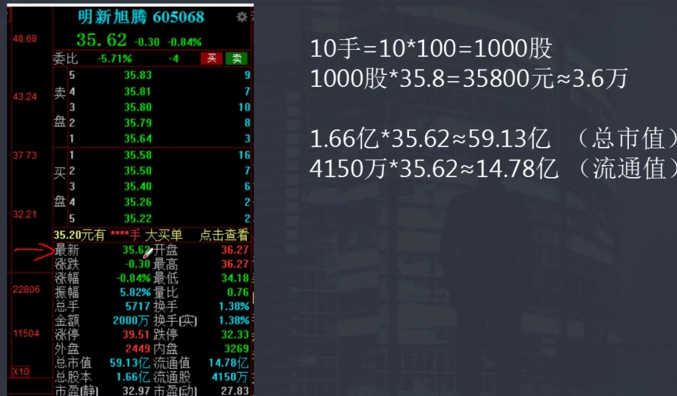 明新旭腾 605068
35.62 -0.30 -0.84%
委比 -5.71% -4 买 卖
卖盘
5 35.83 9
4 35.81 7
3 35.80 10
2 35.79 8
1 35.64 3
买盘
1 35.58 16
2 35.50 7
3 35.40 6
4 35.26 2
5 35.22 2
35.20元有 ****手 大买单 点击查看
最新 35.62 开盘 36.27
涨跌 -0.30 最高 36.27
涨幅 -0.84% 最低 34.18
振幅 5.82% 量比 0.76
总手 5717 换手 1.38%
金额 2000万 换手(实) 1.38%
涨停 39.51 跌停 32.33
外盘 2449 内盘 3269
总市值 59.13亿 流通值 14.78亿
总股本 1.66亿 流通股 4150万
市盈(静) 32.97 市盈(动) 27.83
48.68
43.24
37.73
32.21
22806
11504
X10
10手=10*100=1000股
1000股*35.8=35800元≈3.6万
1.66亿*35.62≈59.13亿 （总市值）
4150万*35.62≈14.78亿 （流通值）